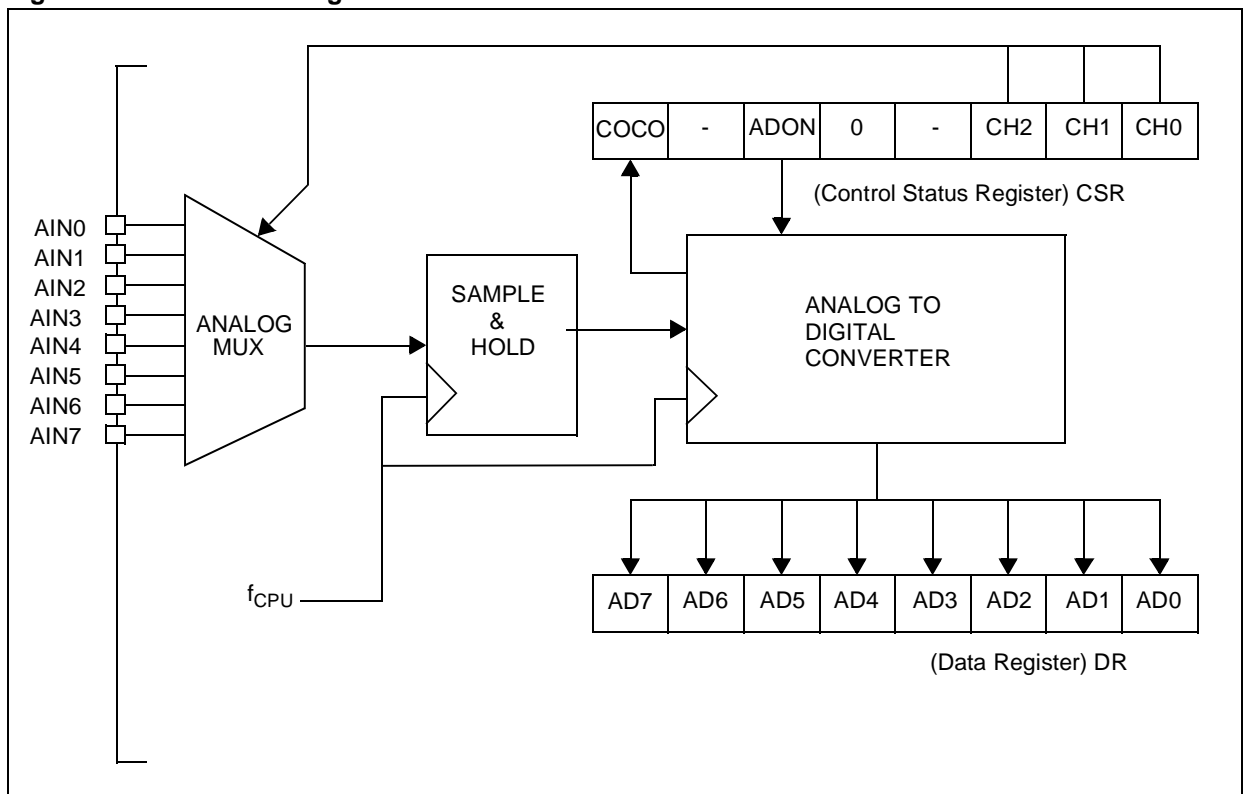 COCO - ADON 0 - CH2 CH1 CH0
(Control Status Register) CSR
AIN0
AIN1
AIN2
AIN3
AIN4
AIN5
AIN6
AIN7
ANALOG
MUX
SAMPLE
&
HOLD
ANALOG TO
DIGITAL
CONVERTER
fCPU
AD7 AD6 AD5 AD4 AD3 AD2 AD1 AD0
(Data Register) DR